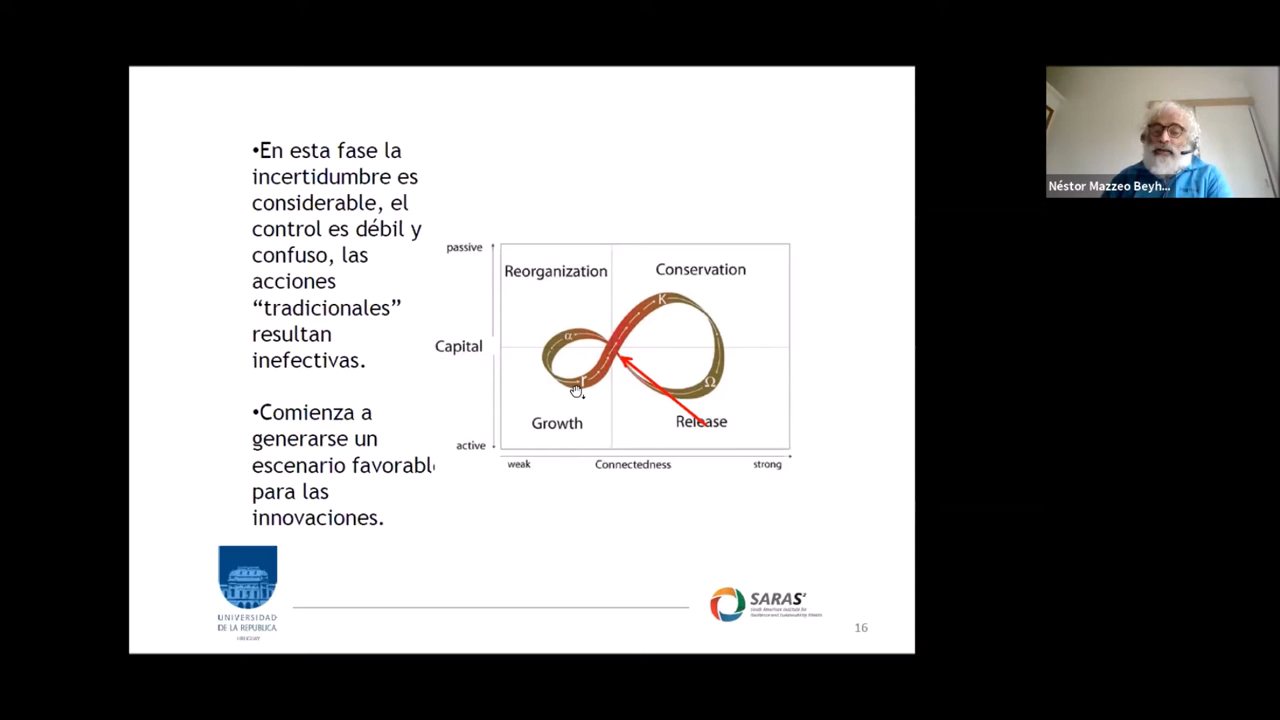 •En esta fase la
incertidumbre es
considerable, el
control es débil y
confuso, las
acciones
“tradicionales”
resultan
inefectivas.
•Comienza a
generarse un
escenario favorable
para las
innovaciones.
passive
Reorganization
Conservation
K
α
Capital
r
Ω
Growth
Release
active
weak
Connectedness
strong
UNIVERSIDAD
DE LA REPUBLICA
URUGUAY
SARAS²
South American Institute for
Resilience and Sustainability Studies
16
Néstor Mazzeo Beyh...